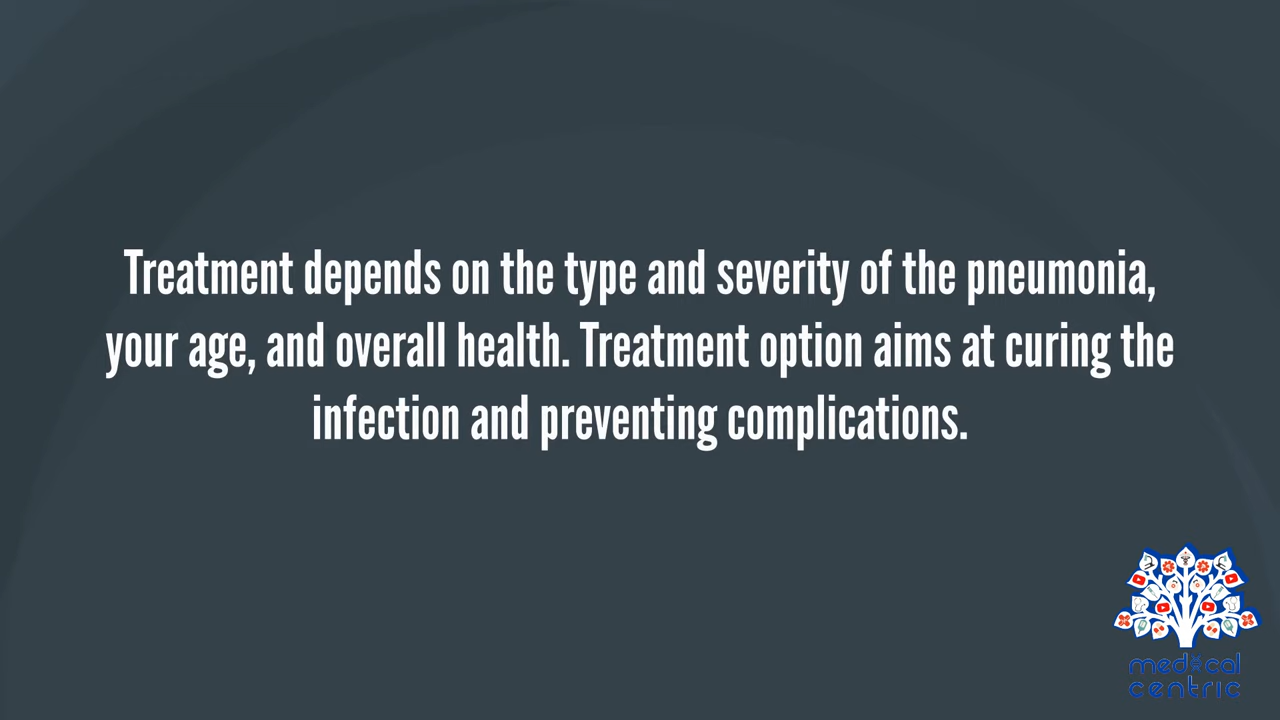 Treatment depends on the type and severity of the pneumonia,
your age, and overall health. Treatment option aims at curing the
infection and preventing complications.
medical
centric